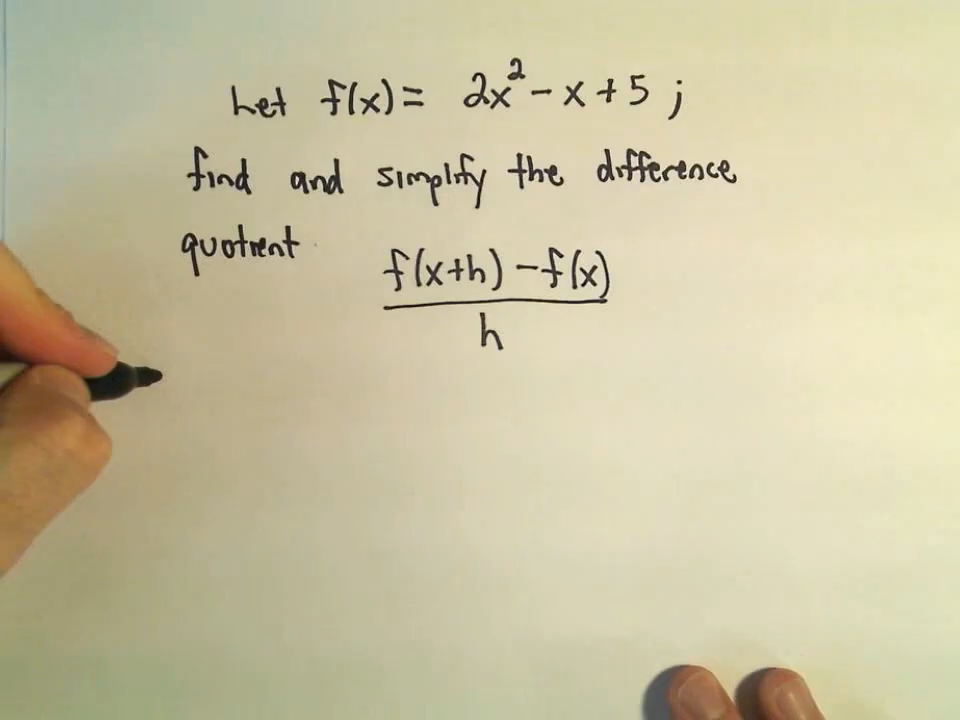 Let f(x) = 2x² - x + 5 ;
find and simplify the difference
quotient
f(x+h) - f(x)
h